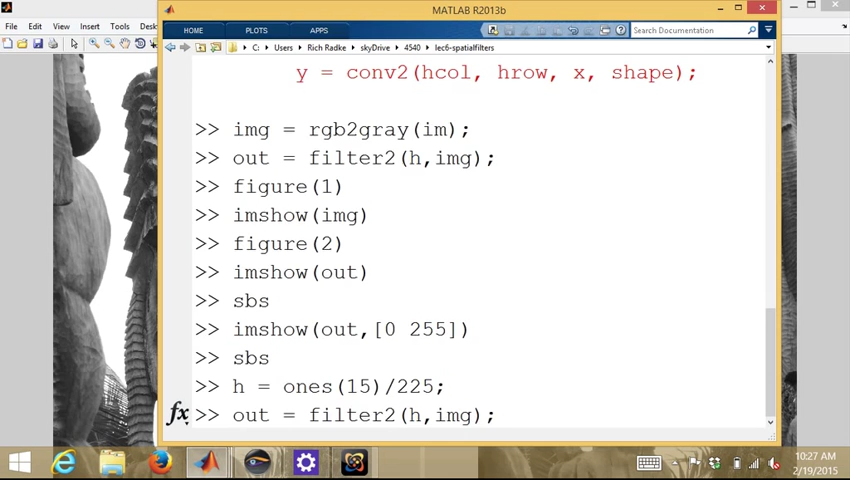 MATLAB R2013b
File Edit View Insert Tools Desk
HOME PLOTS APPS Search Documentation
C: Users Rich Radke skyDrive 4540 lec6-spatialfilters
y = conv2(hcol, hrow, x, shape);
>> img = rgb2gray(im);
>> out = filter2(h,img);
>> figure(1)
>> imshow(img)
>> figure(2)
>> imshow(out)
>> sbs
>> imshow(out,[0 255])
>> sbs
>> h = ones(15)/225;
fx >> out = filter2(h,img);
10:27 AM
2/19/2015